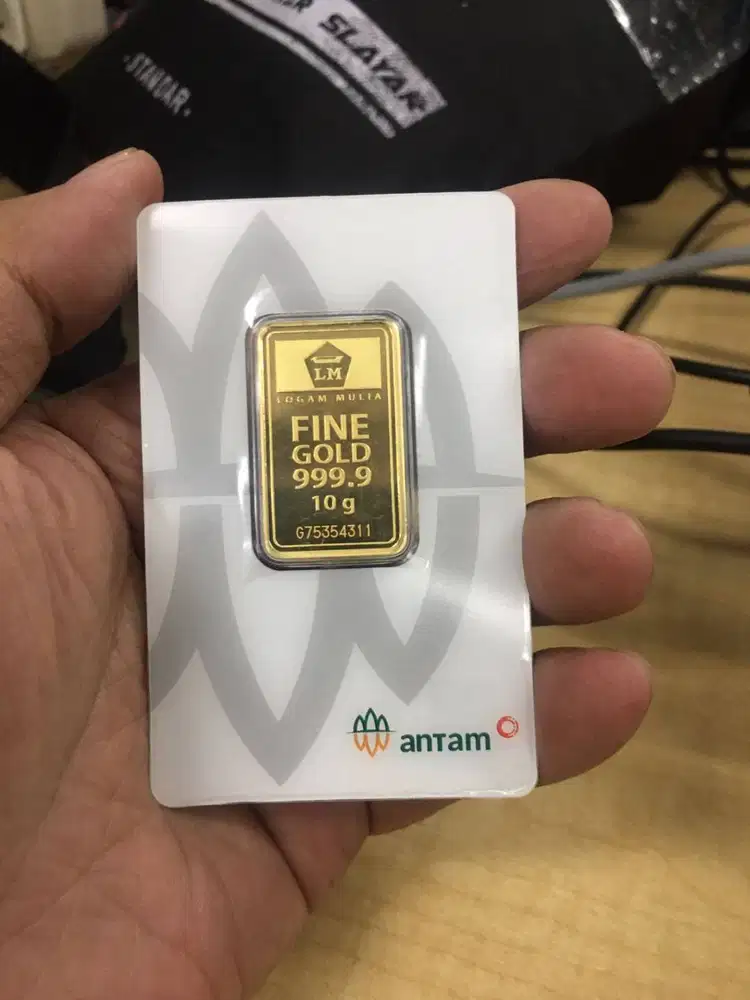 SLAYAR
STANDAR.
LM
LOGAM MULIA
FINE
GOLD
999.9
10 g
G75354311
antam